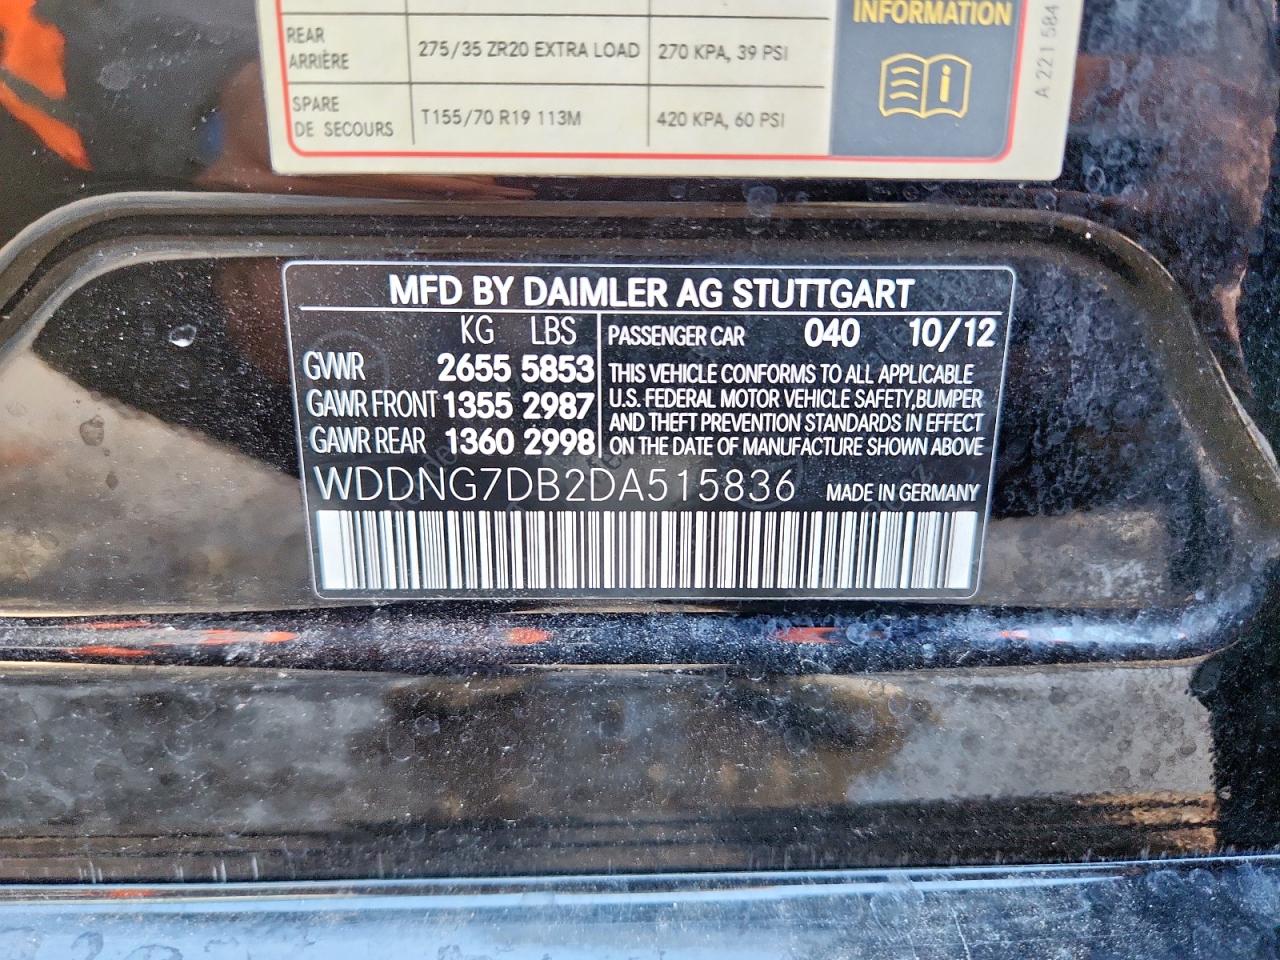 INFORMATION
REAR
ARRIÈRE
275/35 ZR20 EXTRA LOAD
270 KPA, 39 PSI
SPARE
DE SECOURS
T155/70 R19 113M
420 KPA, 60 PSI
A 221 584
MFD BY DAIMLER AG STUTTGART
KG LBS
GVWR 2655 5853
GAWR FRONT 1355 2987
GAWR REAR 1360 2998
PASSENGER CAR 040 10/12
THIS VEHICLE CONFORMS TO ALL APPLICABLE
U.S. FEDERAL MOTOR VEHICLE SAFETY,BUMPER
AND THEFT PREVENTION STANDARDS IN EFFECT
ON THE DATE OF MANUFACTURE SHOWN ABOVE
WDDNG7DB2DA515836
MADE IN GERMANY